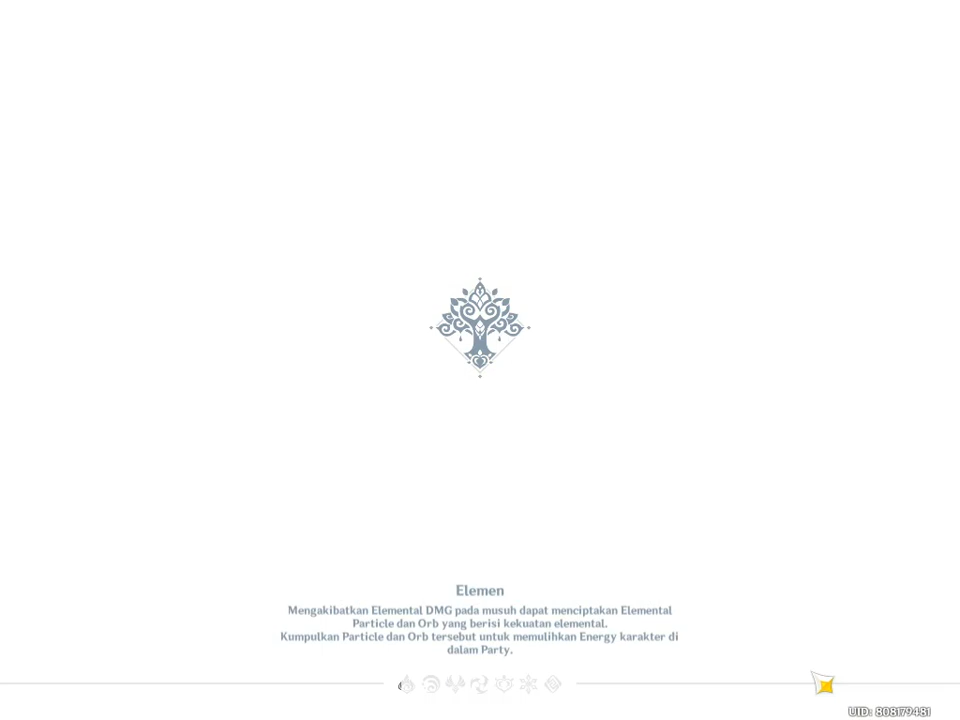 Elemen
Mengakibatkan Elemental DMG pada musuh dapat menciptakan Elemental
Particle dan Orb yang berisi kekuatan elemental.
Kumpulkan Particle dan Orb tersebut untuk memulihkan Energy karakter di
dalam Party.
UID: 808179481